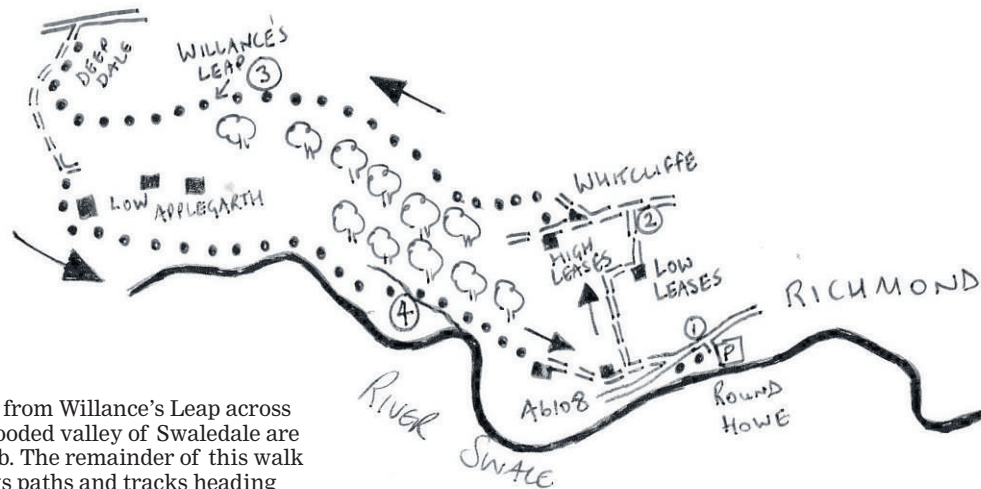 DEEP
DALE
WILLANCE'S
LEAP
3
WHITCLIFFE
2
LOW APPLEGARTH
HIGH
LEASES
LOW
LEASES
RICHMOND
4
1
P
A6108
ROUND
HOWE
RIVER
SWALE
from Willance's Leap across
ooded valley of Swaledale are
b. The remainder of this walk
s paths and tracks heading